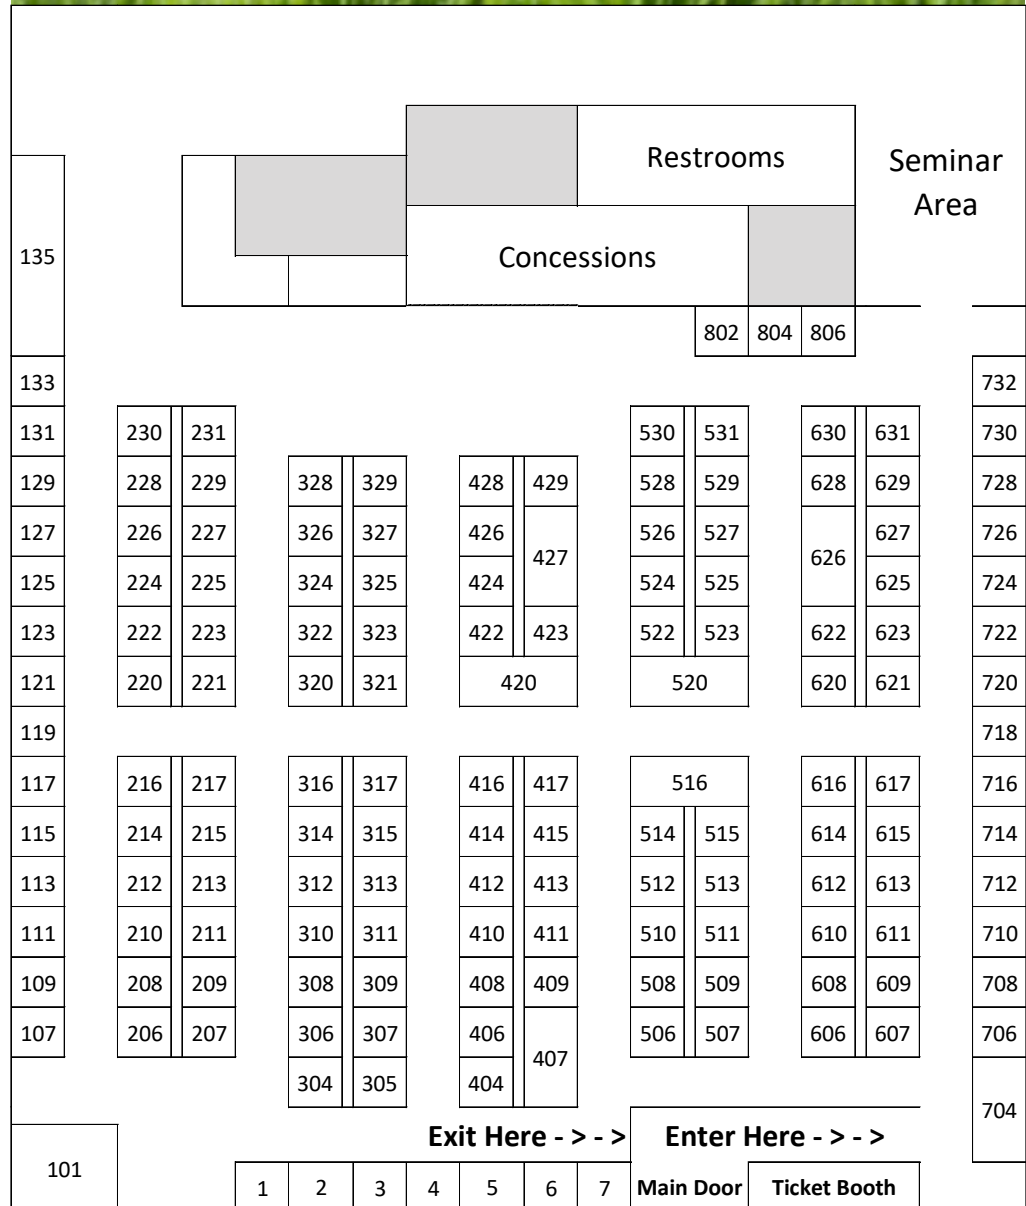 Restrooms
Seminar
Area
135
Concessions
802 804 806
133 732
131 230 231 530 531 630 631 730
129 228 229 328 329 428 429 528 529 628 629 728
127 226 227 326 327 426 526 527 627 726
427 626
125 224 225 324 325 424 524 525 625 724
123 222 223 322 323 422 423 522 523 622 623 722
121 220 221 320 321 420 520 620 621 720
119 718
117 216 217 316 317 416 417 516 616 617 716
115 214 215 314 315 414 415 514 515 614 615 714
113 212 213 312 313 412 413 512 513 612 613 712
111 210 211 310 311 410 411 510 511 610 611 710
109 208 209 308 309 408 409 508 509 608 609 708
107 206 207 306 307 406 506 507 606 607 706
407
304 305 404
704
Exit Here - > - > Enter Here - > - >
101
1 2 3 4 5 6 7 Main Door Ticket Booth